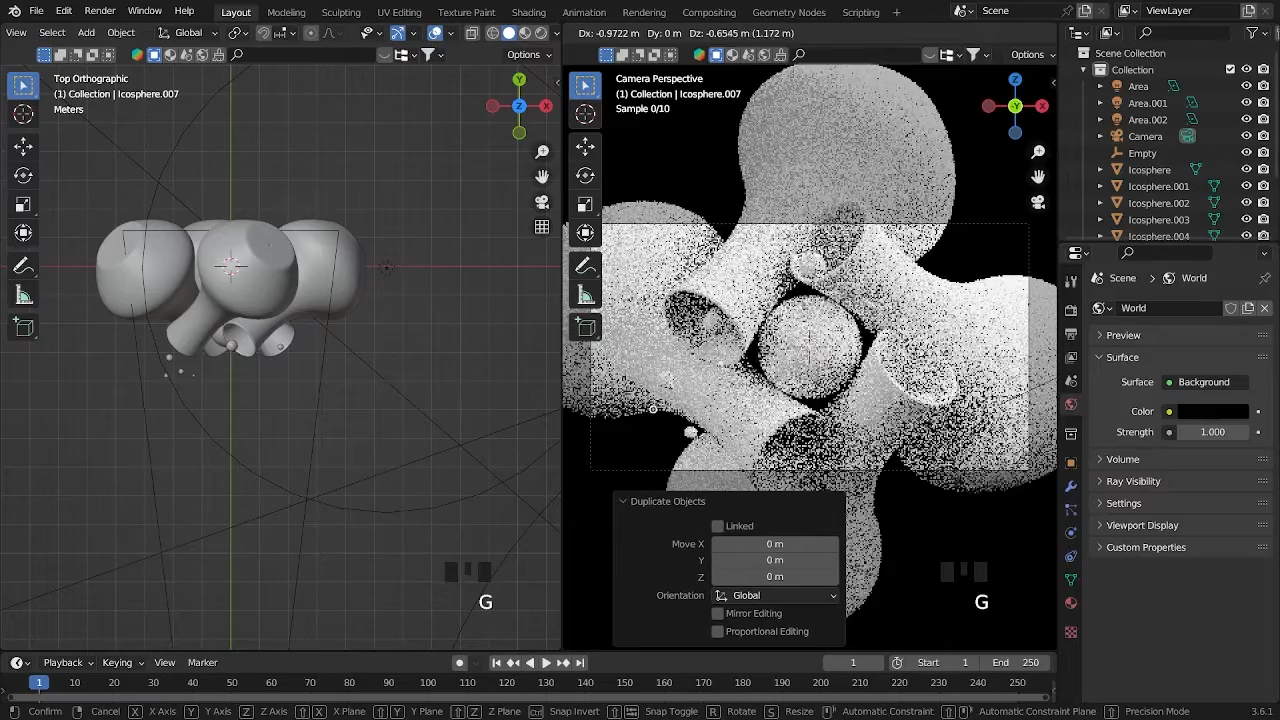 File Edit Render Window Help Layout Modeling Sculpting UV Editing Texture Paint Shading Animation Rendering Compositing Geometry Nodes Scripting + Scene ViewLayer
View Select Add Object Dx: -0.9722 m Dy: 0 m Dz: -0.6545 m (1.172 m)
Options Options
Scene Collection
Collection
Area
Area.001
Area.002
Camera
Empty
Icosphere
Icosphere.001
Icosphere.002
Icosphere.003
Icosphere.004
Top Orthographic
(1) Collection | Icosphere.007
Meters
Y
Z
X
Camera Perspective
(1) Collection | Icosphere.007
Sample 0/10
Z
-Y
X
Scene > World
World
Preview
Surface
Surface Background
Color
Strength 1.000
Volume
Ray Visibility
Settings
Viewport Display
Custom Properties
Duplicate Objects
Linked
Move X 0 m
Y 0 m
Z 0 m
Orientation Global
Mirror Editing
Proportional Editing
G
G
Playback Keying View Marker 1 Start 1 End 250
1 10 20 30 40 50 60 70 80 90 100 110 120 130 140 150 160 170 180 190 200 210 220 230 240 250
Confirm Cancel X X Axis Y Y Axis Z Z Axis X X Plane Y Y Plane Z Z Plane Ctrl Snap Invert Snap Toggle R Rotate S Resize Automatic Constraint Automatic Constraint Plane Precision Mode 3.6.1